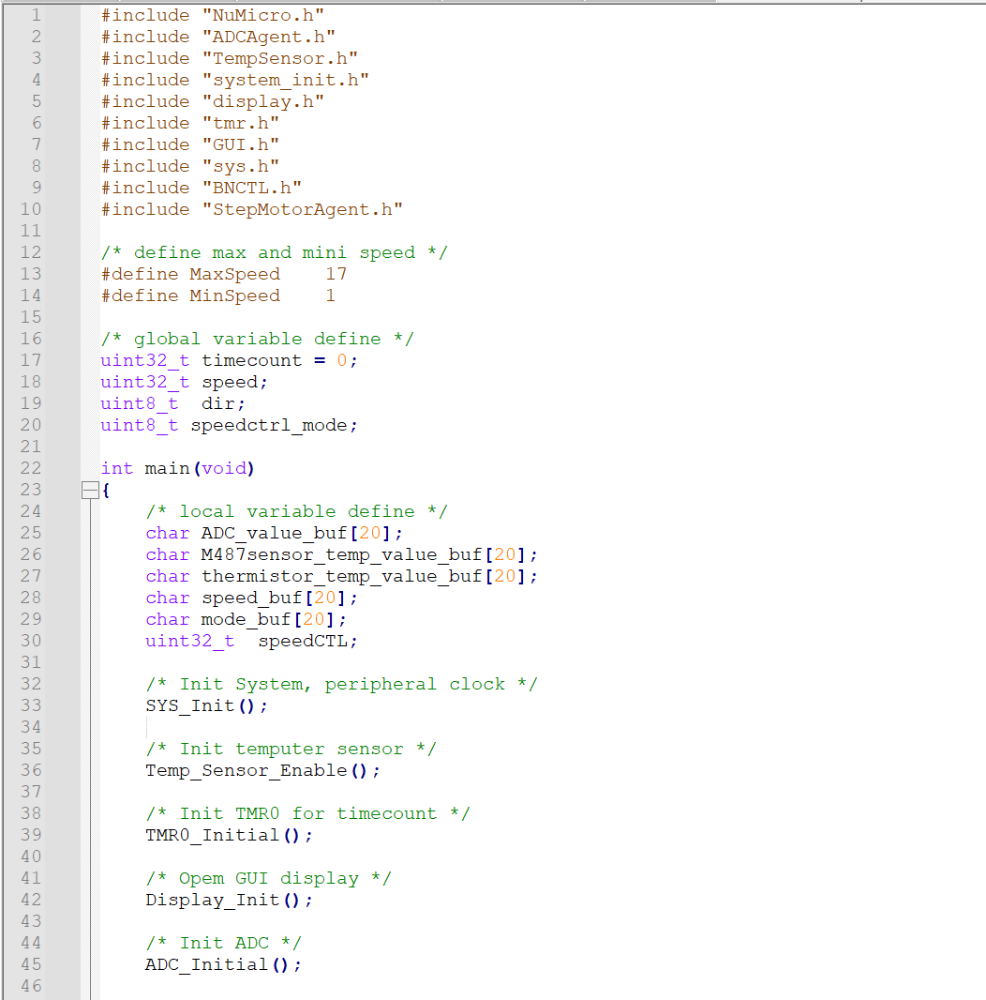 1 #include "NuMicro.h"
2 #include "ADCAgent.h"
3 #include "TempSensor.h"
4 #include "system_init.h"
5 #include "display.h"
6 #include "tmr.h"
7 #include "GUI.h"
8 #include "sys.h"
9 #include "BNCTL.h"
10 #include "StepMotorAgent.h"
11
12 /* define max and mini speed */
13 #define MaxSpeed    17
14 #define MinSpeed    1
15
16 /* global variable define */
17 uint32_t timecount = 0;
18 uint32_t speed;
19 uint8_t  dir;
20 uint8_t speedctrl_mode;
21
22 int main(void)
23 {
24     /* local variable define */
25     char ADC_value_buf[20];
26     char M487sensor_temp_value_buf[20];
27     char thermistor_temp_value_buf[20];
28     char speed_buf[20];
29     char mode_buf[20];
30     uint32_t  speedCTL;
31
32     /* Init System, peripheral clock */
33     SYS_Init();
34
35     /* Init temputer sensor */
36     Temp_Sensor_Enable();
37
38     /* Init TMR0 for timecount */
39     TMR0_Initial();
40
41     /* Opem GUI display */
42     Display_Init();
43
44     /* Init ADC */
45     ADC_Initial();
46